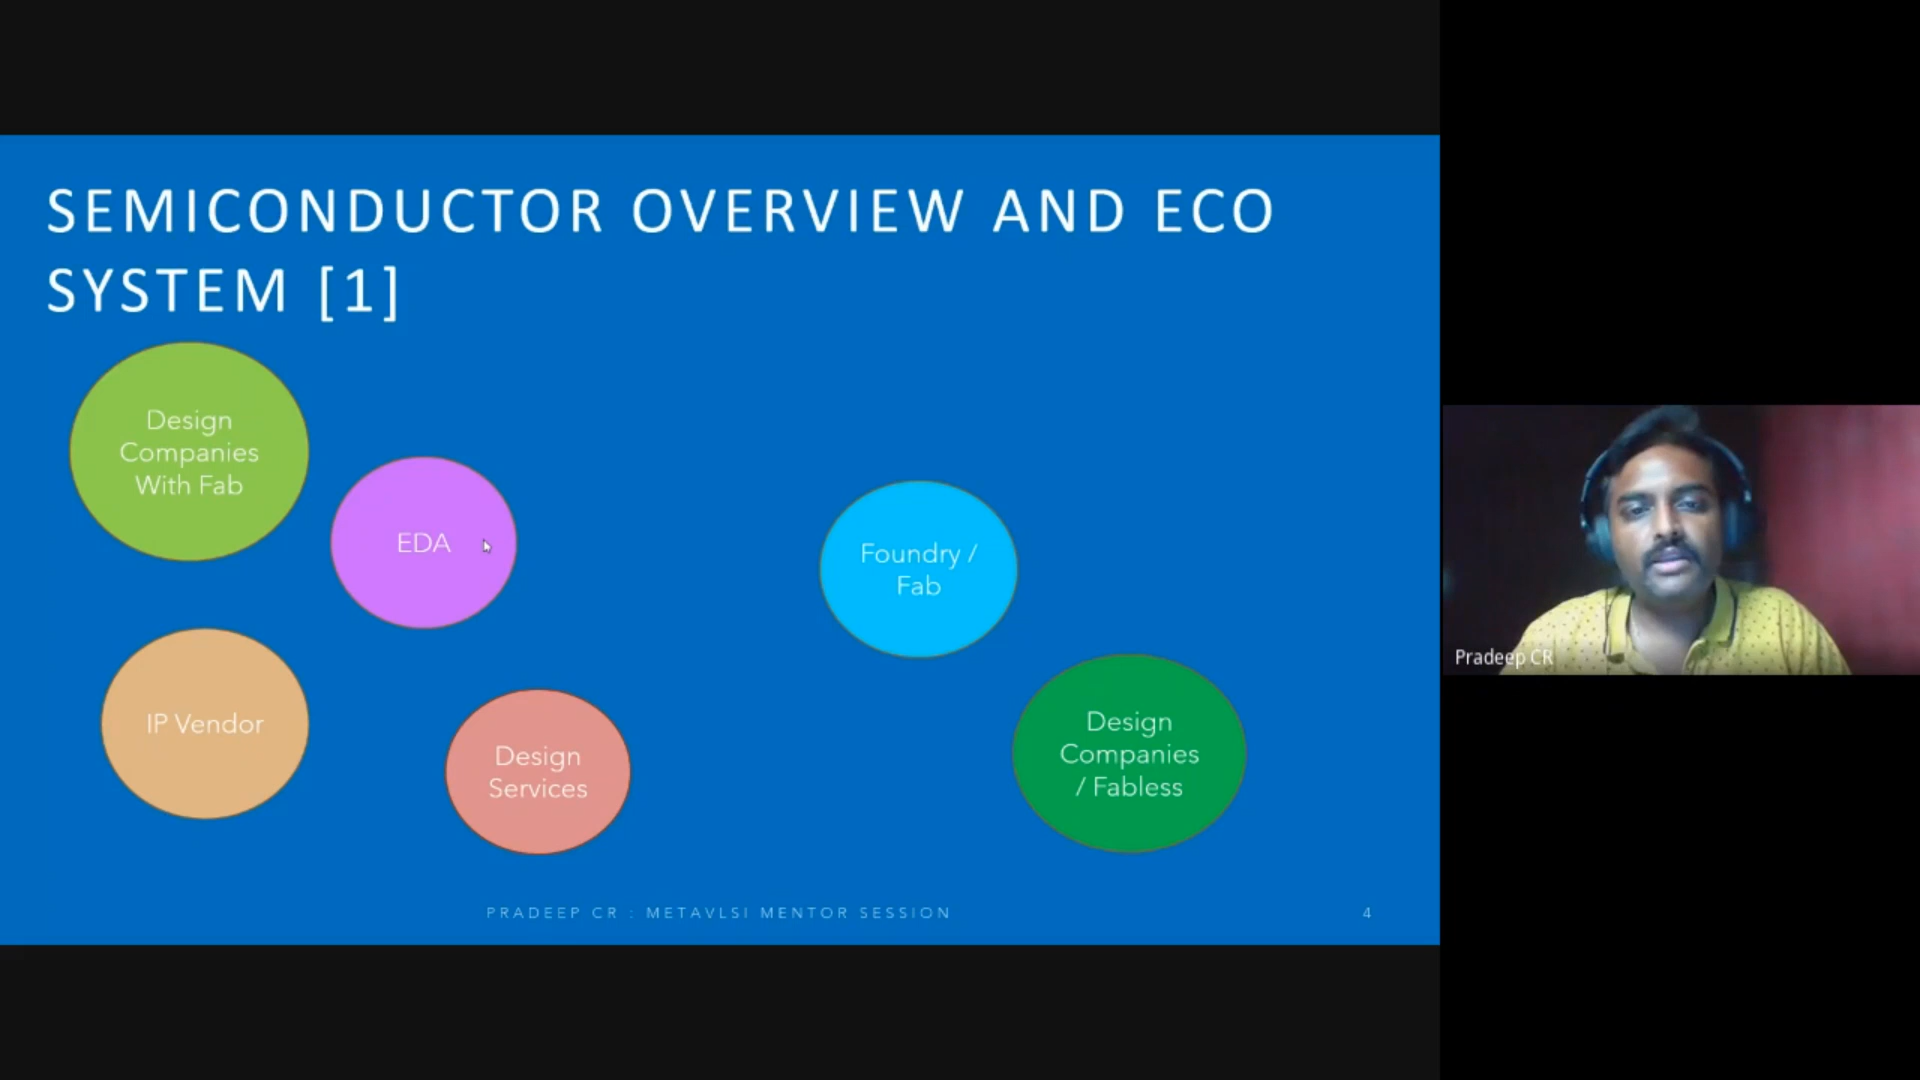 SEMICONDUCTOR OVERVIEW AND ECO
SYSTEM [1]
Design
Companies
With Fab
EDA
Foundry /
Fab
IP Vendor
Design
Services
Design
Companies
/ Fabless
Pradeep CR
PRADEEP CR : METAVLSI MENTOR SESSION
4